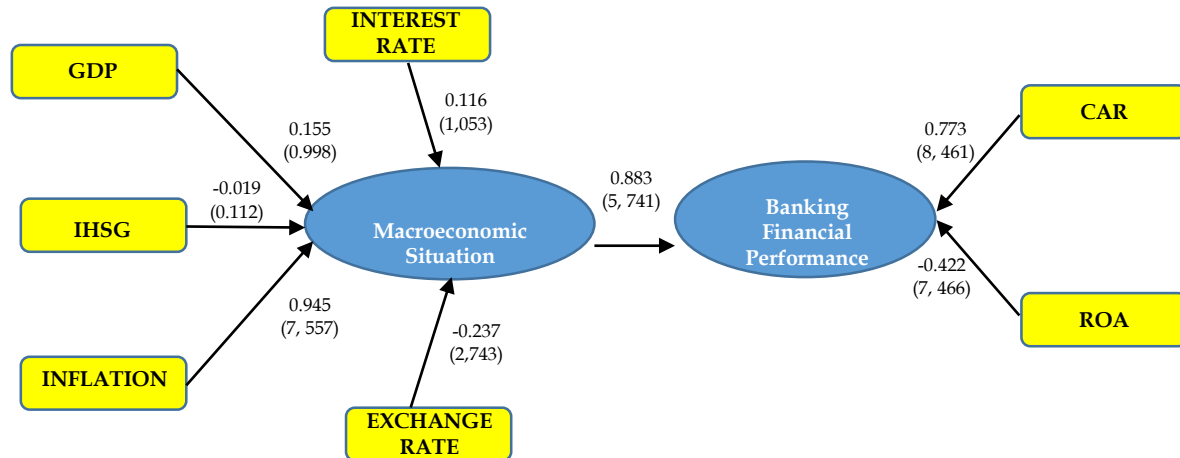 INTEREST
RATE
GDP
0.116
(1,053)
CAR
0.155
(0.998)
0.773
(8, 461)
-0.019
(0.112)
0.883
(5, 741)
IHSG
Macroeconomic
Situation
Banking
Financial
Performance
-0.422
(7, 466)
0.945
(7, 557)
ROA
-0.237
(2,743)
INFLATION
EXCHANGE
RATE